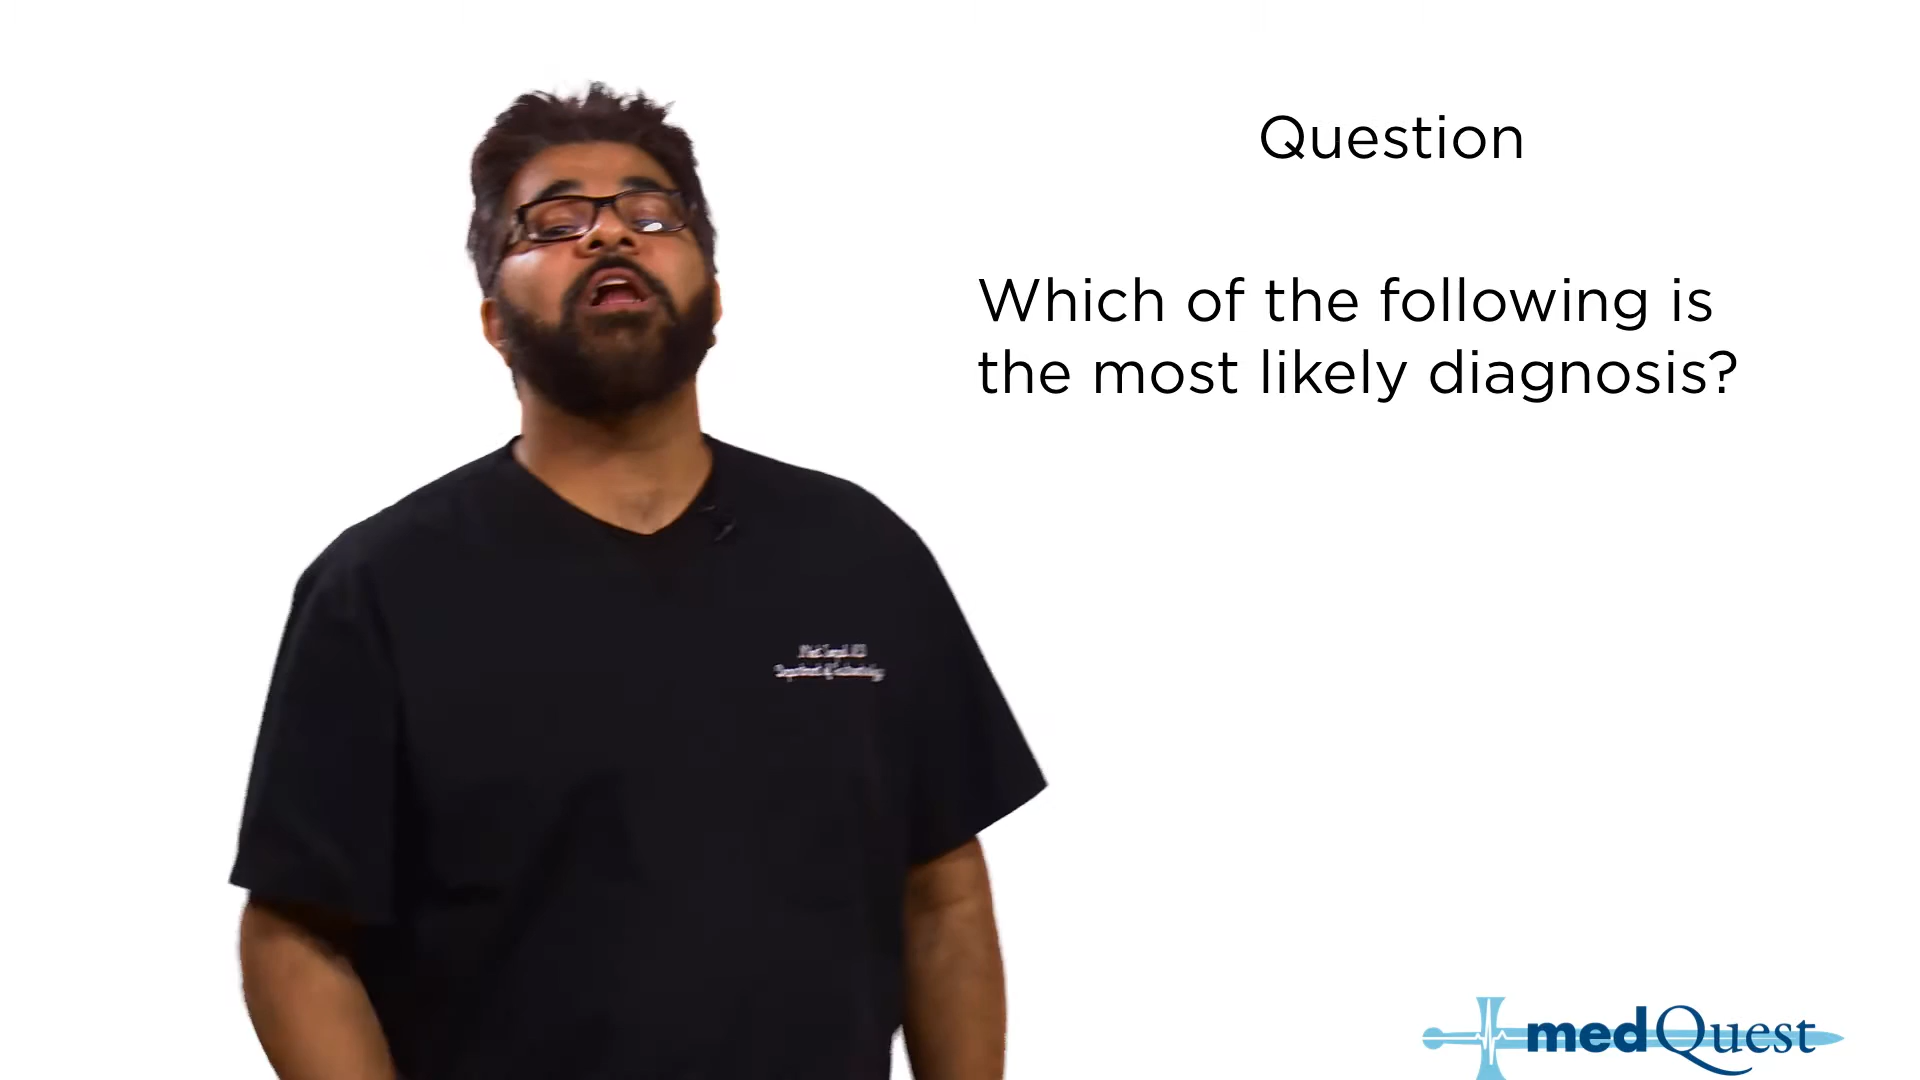 Question
Which of the following is
the most likely diagnosis?
medQuest